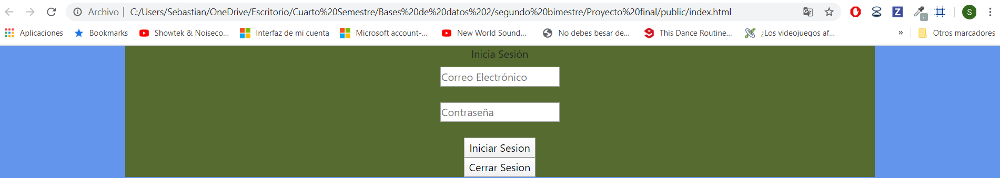 Archivo | C:/Users/Sebastian/OneDrive/Escritorio/Cuarto%20Semestre/Bases%20de%20datos%202/segundo%20bimestre/Proyecto%20final/public/index.html Z S
Aplicaciones Bookmarks Showtek & Noiseco... Interfaz de mi cuenta Microsoft account-... New World Sound... No debes besar de... This Dance Routine... ¿Los videojuegos af... » Otros marcadores
Inicia Sesión
Correo Electrónico
Contraseña
Iniciar Sesion
Cerrar Sesion